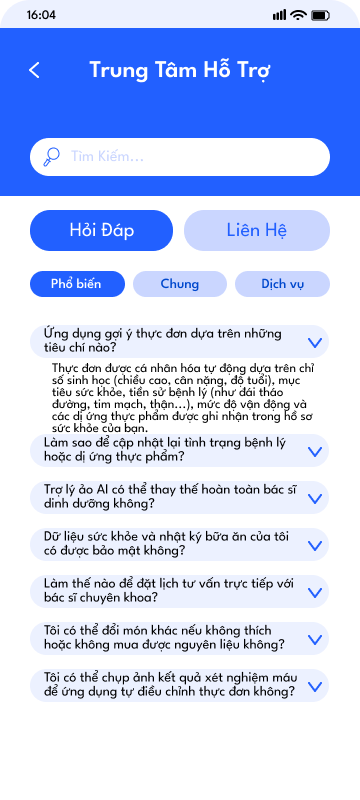 16:04
Trung Tâm Hỗ Trợ
Tìm Kiếm...
Hỏi Đáp
Liên Hệ
Phổ biến
Chung
Dịch vụ
Ứng dụng gợi ý thực đơn dựa trên những
tiêu chí nào?
Thực đơn được cá nhân hóa tự động dựa trên chỉ
số sinh học (chiều cao, cân nặng, độ tuổi), mục
tiêu sức khỏe, tiền sử bệnh lý (như đái tháo
đường, tim mạch, thận...), mức độ vận động và
các dị ứng thực phẩm được ghi nhận trong hồ sơ
sức khỏe của bạn.
Làm sao để cập nhật lại tình trạng bệnh lý
hoặc dị ứng thực phẩm?
Trợ lý ảo AI có thể thay thế hoàn toàn bác sĩ
dinh dưỡng không?
Dữ liệu sức khỏe và nhật ký bữa ăn của tôi
có được bảo mật không?
Làm thế nào để đặt lịch tư vấn trực tiếp với
bác sĩ chuyên khoa?
Tôi có thể đổi món khác nếu không thích
hoặc không mua được nguyên liệu không?
Tôi có thể chụp ảnh kết quả xét nghiệm máu
để ứng dụng tự điều chỉnh thực đơn không?